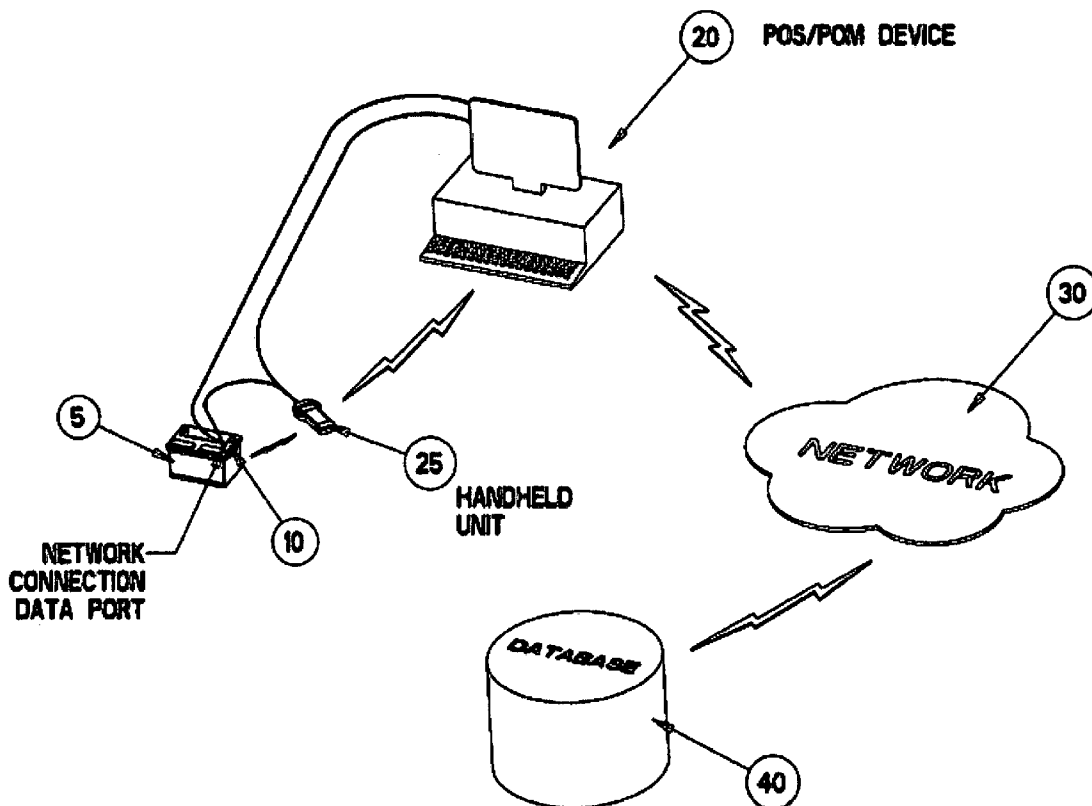 20
POS/POM DEVICE
30
NETWORK
5
25
HANDHELD
UNIT
10
NETWORK
CONNECTION
DATA PORT
DATABASE
40